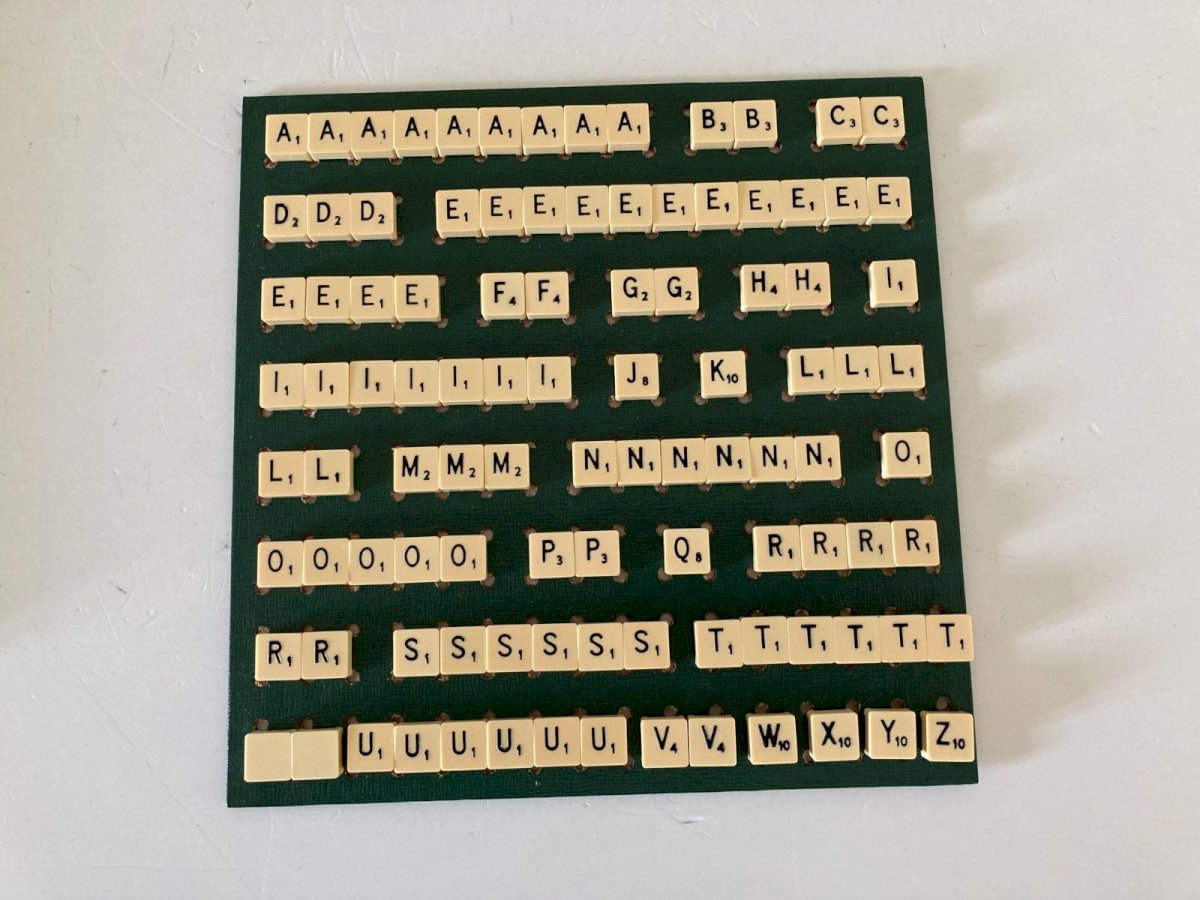 A1 A1 A1 A1 A1 A1 A1 A1 A1 B3 B3 C3 C3
D2 D2 D2 E1 E1 E1 E1 E1 E1 E1 E1 E1 E1 E1
E1 E1 E1 E1 F4 F4 G2 G2 H4 H4 I1
I1 I1 I1 I1 I1 I1 I1 J8 K10 L1 L1 L1
L1 L1 M2 M2 M2 N1 N1 N1 N1 N1 N1 O1
O1 O1 O1 O1 O1 P3 P3 Q8 R1 R1 R1 R1
R1 R1 S1 S1 S1 S1 S1 S1 T1 T1 T1 T1 T1 T1
U1 U1 U1 U1 U1 U1 V4 V4 W10 X10 Y10 Z10